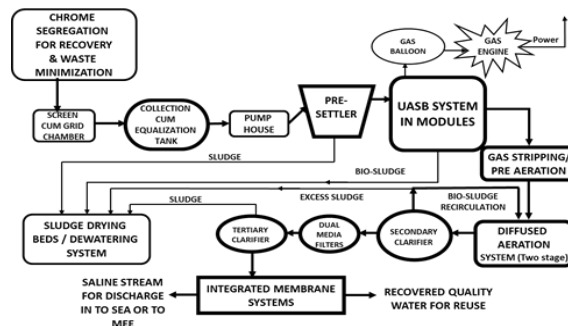 CHROME SEGREGATION
FOR RECOVERY
& WASTE
MINIMIZATION
GAS
BALLOON
GAS
ENGINE
Power
SCREEN
CUM GRID
CHAMBER
COLLECTION
CUM
EQUALIZATION
TANK
PUMP
HOUSE
PRE-
SETTLER
UASB SYSTEM
IN MODULES
SLUDGE
BIO-SLUDGE
GAS STRIPPING/
PRE AERATION
EXCESS SLUDGE
BIO-SLUDGE
RECIRCULATION
SLUDGE
SLUDGE DRYING
BEDS / DEWATERING
SYSTEM
TERTIARY
CLARIFIER
DUAL
MEDIA
FILTERS
SECONDARY
CLARIFIER
DIFFUSED
AERATION
SYSTEM (Two stage)
SALINE STREAM
FOR DISCHARGE
IN TO SEA OR TO
MEE
INTEGRATED MEMBRANE
SYSTEMS
RECOVERED QUALITY
WATER FOR REUSE